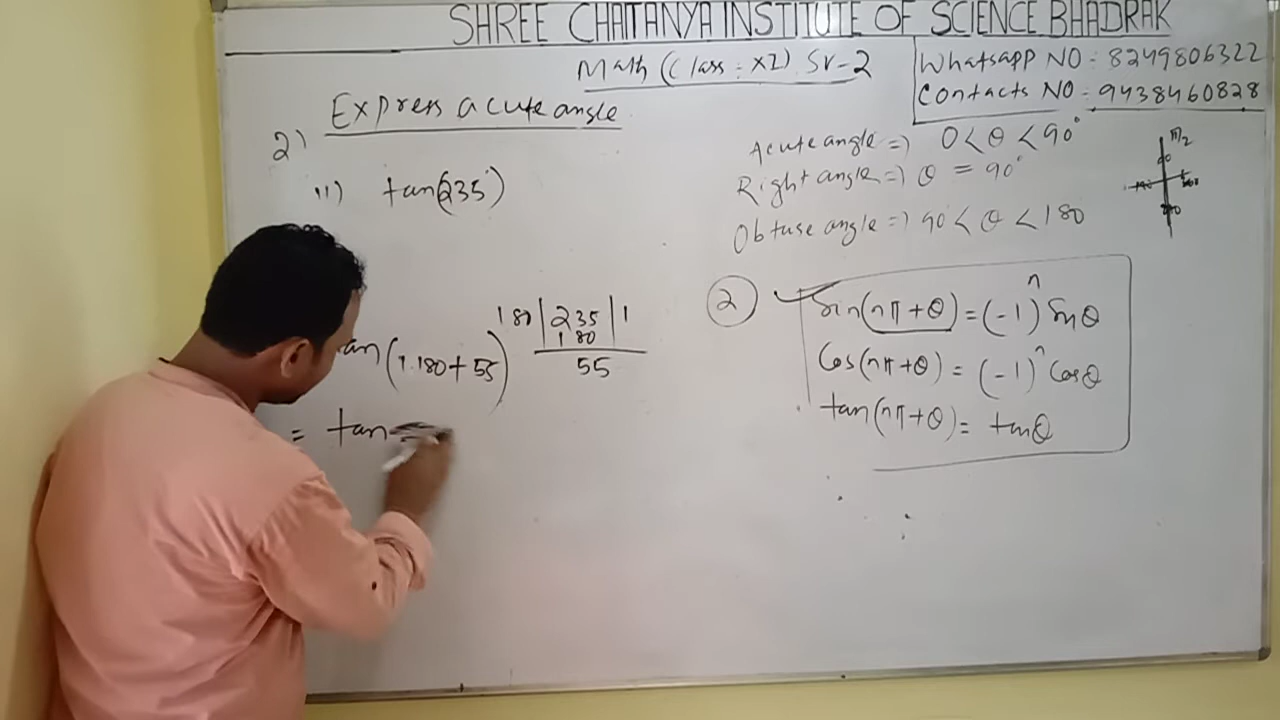 SHREE CHAITANYA INSTITUTE OF SCIENCE BHADRAK
Math (Class : XI) Sr-2
Whatsapp NO : 8249806322
Contacts NO : 9438460828
Express acute angle
2)
ii) tan(235°)
Acute angle => 0 < θ < 90°
Right angle => θ = 90°
Obtuse angle => 90 < θ < 180
π/2
180 | 235 | 1
180
55
tan(1.180 + 55)
= tan
2
sin(nπ + θ) = (-1)^n sinθ
cos(nπ + θ) = (-1)^n cosθ
tan(nπ + θ) = tanθ